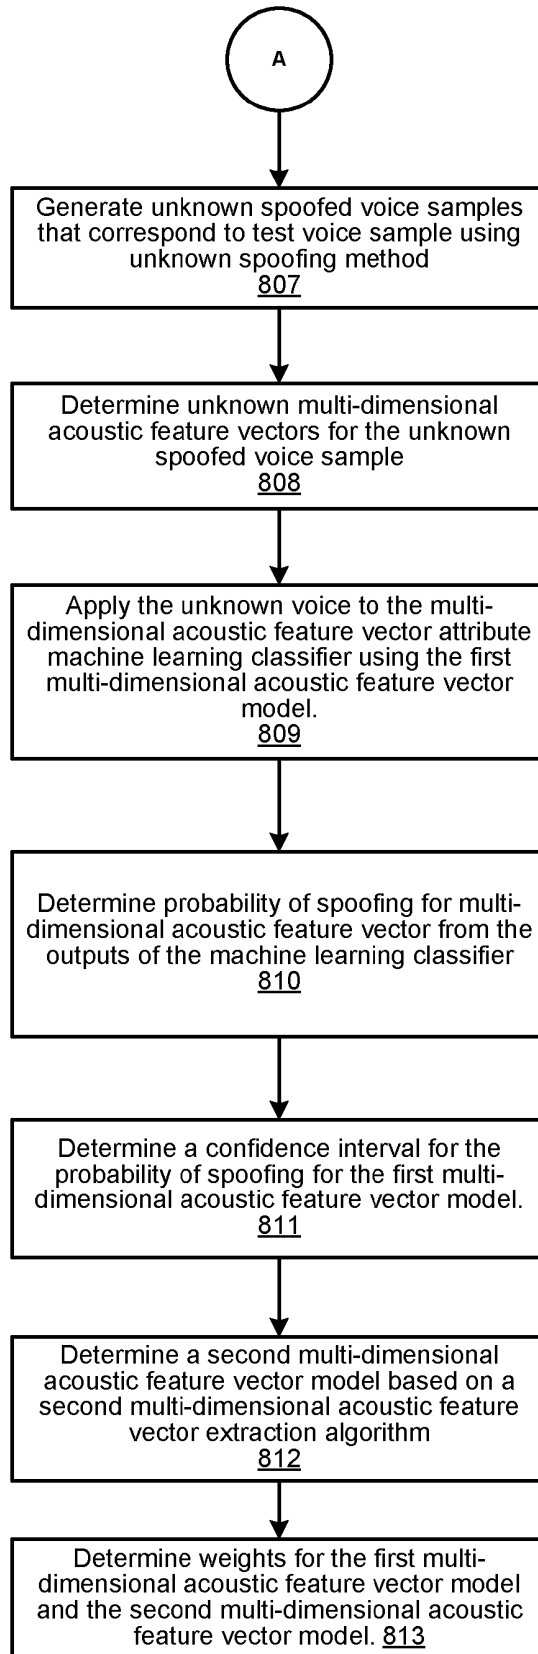 A
Generate unknown spoofed voice samples
that correspond to test voice sample using
unknown spoofing method
807
Determine unknown multi-dimensional
acoustic feature vectors for the unknown
spoofed voice sample
808
Apply the unknown voice to the multi-
dimensional acoustic feature vector attribute
machine learning classifier using the first
multi-dimensional acoustic feature vector
model.
809
Determine probability of spoofing for multi-
dimensional acoustic feature vector from the
outputs of the machine learning classifier
810
Determine a confidence interval for the
probability of spoofing for the first multi-
dimensional acoustic feature vector model.
811
Determine a second multi-dimensional
acoustic feature vector model based on a
second multi-dimensional acoustic feature
vector extraction algorithm
812
Determine weights for the first multi-
dimensional acoustic feature vector model
and the second multi-dimensional acoustic
feature vector model. 813